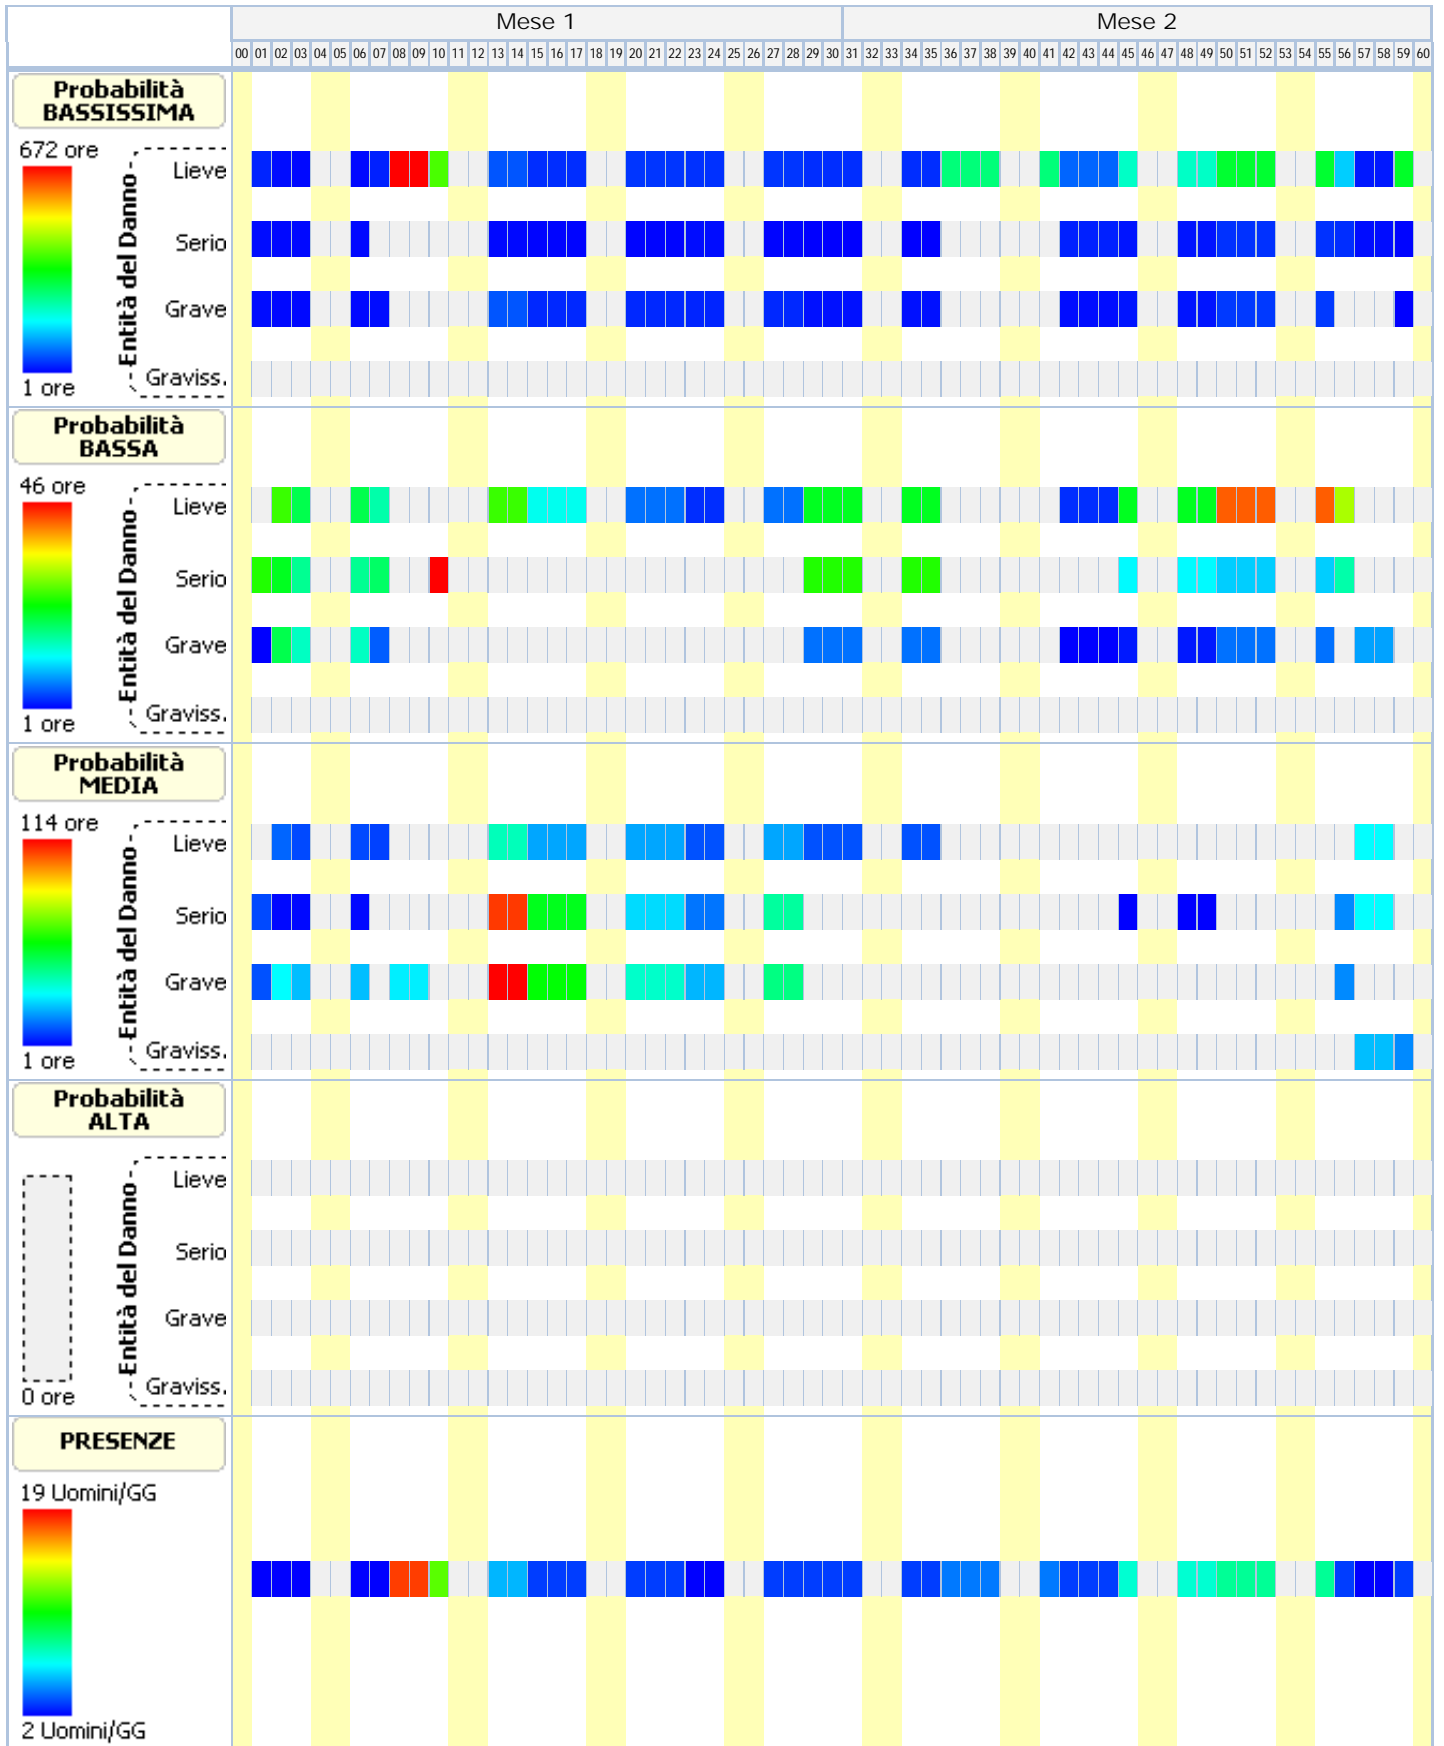 Mese 1 Mese 2
00 01 02 03 04 05 06 07 08 09 10 11 12 13 14 15 16 17 18 19 20 21 22 23 24 25 26 27 28 29 30 31 32 33 34 35 36 37 38 39 40 41 42 43 44 45 46 47 48 49 50 51 52 53 54 55 56 57 58 59 60
Probabilità
BASSISSIMA
672 ore
Entità del Danno
Lieve
Serio
Grave
Graviss.
1 ore
Probabilità
BASSA
46 ore
Entità del Danno
Lieve
Serio
Grave
Graviss.
1 ore
Probabilità
MEDIA
114 ore
Entità del Danno
Lieve
Serio
Grave
Graviss.
1 ore
Probabilità
ALTA
Entità del Danno
Lieve
Serio
Grave
Graviss.
0 ore
PRESENZE
19 Uomini/GG
2 Uomini/GG